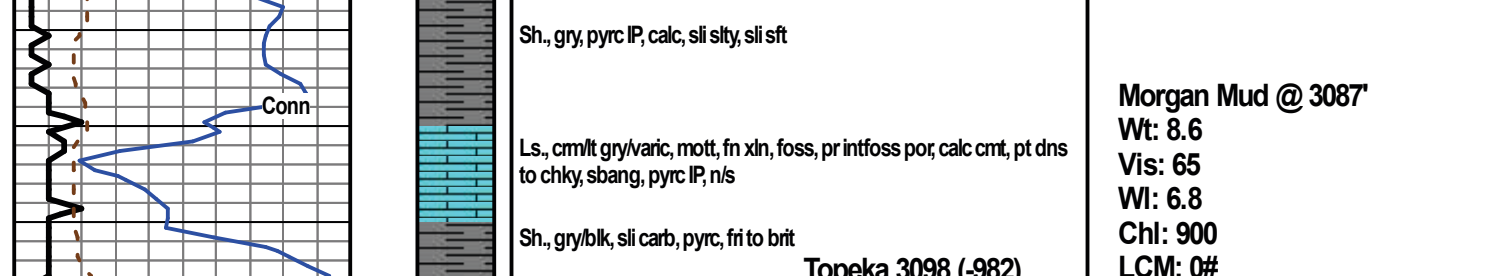 Sh., gry, pyrc IP, calc, sli slty, sli sft
Conn
Ls., crm/lt gry/varic, mott, fn xln, foss, pr intfoss por, calc cmt, pt dns
to chky, sbang, pyrc IP, n/s
Sh., gry/blk, sli carb, pyrc, fri to brit
Topeka 3098 (-982)
Morgan Mud @ 3087'
Wt: 8.6
Vis: 65
Wl: 6.8
Chl: 900
LCM: 0#